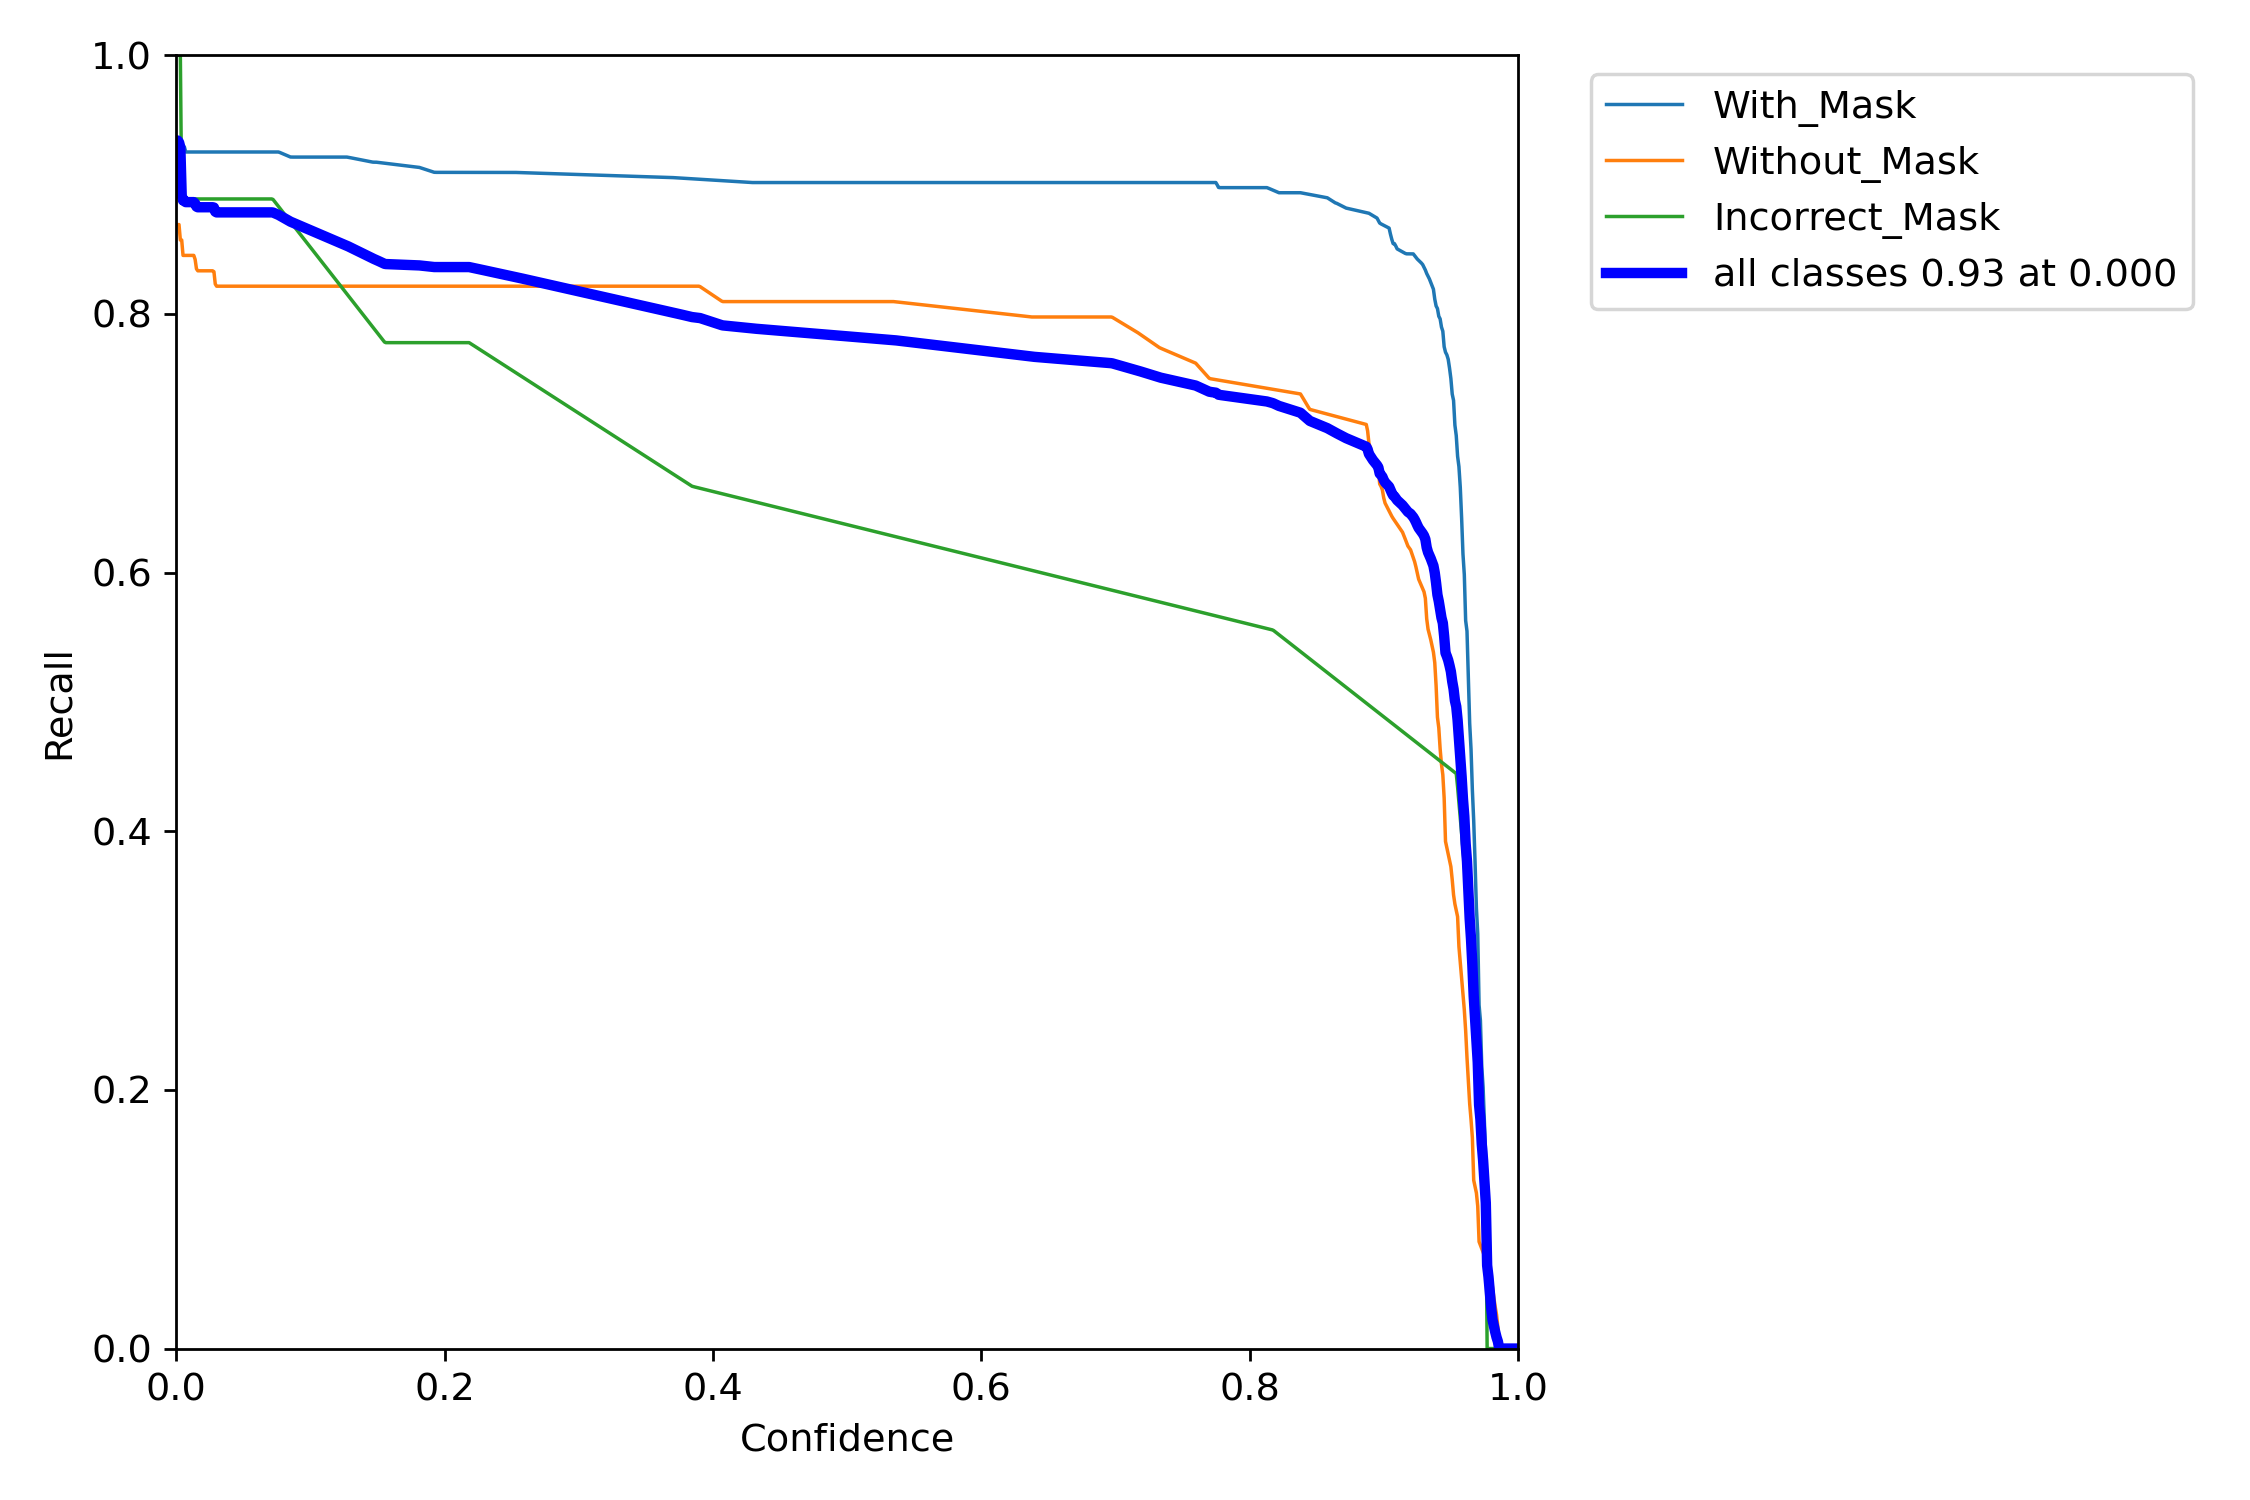 1.0
0.8
0.6
0.4
0.2
0.0
Recall
0.0 0.2 0.4 0.6 0.8 1.0
Confidence
With_Mask
Without_Mask
Incorrect_Mask
all classes 0.93 at 0.000